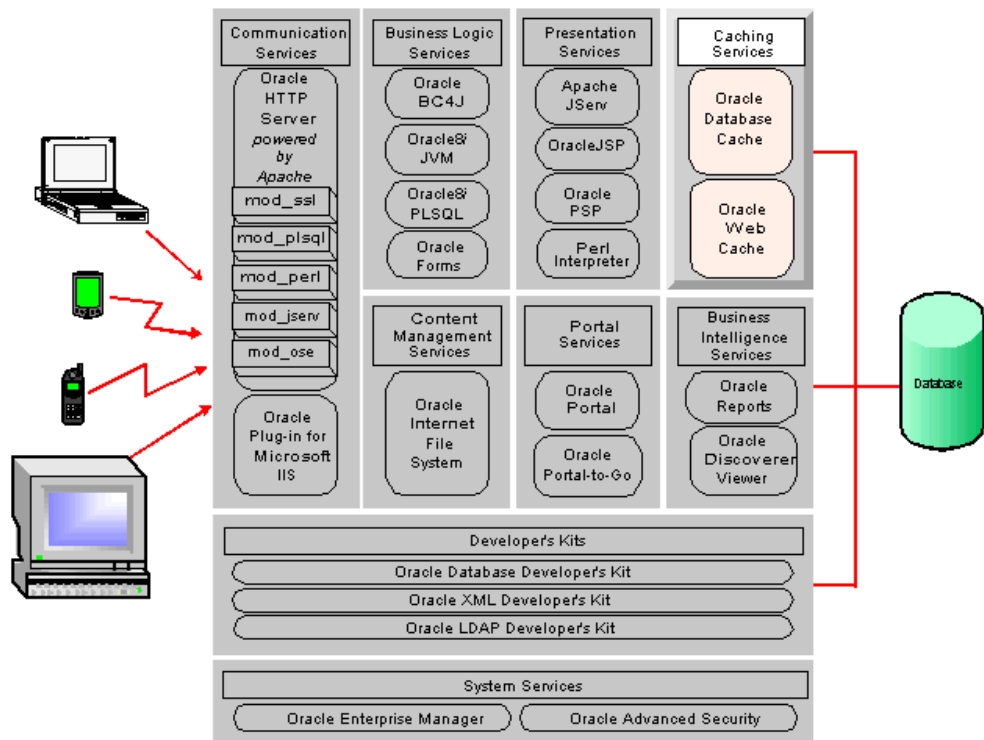 Communication
Services
Oracle
HTTP
Server
powered
by
Apache
mod_ssl
mod_plsql
mod_perl
mod_jserv
mod_ose
Oracle
Plug-in for
Microsoft
IIS
Business Logic
Services
Oracle
BC4J
Oracle8i
JVM
Oracle8i
PLSQL
Oracle
Forms
Presentation
Services
Apache
JServ
OracleJSP
Oracle
PSP
Perl
Interpreter
Caching
Services
Oracle
Database
Cache
Oracle
Web
Cache
Content
Management
Services
Oracle
Internet
File
System
Portal
Services
Oracle
Portal
Oracle
Portal-to-Go
Business
Intelligence
Services
Oracle
Reports
Oracle
Discoverer
Viewer
Database
Developer's Kits
Oracle Database Developer's Kit
Oracle XML Developer's Kit
Oracle LDAP Developer's Kit
System Services
Oracle Enterprise Manager
Oracle Advanced Security